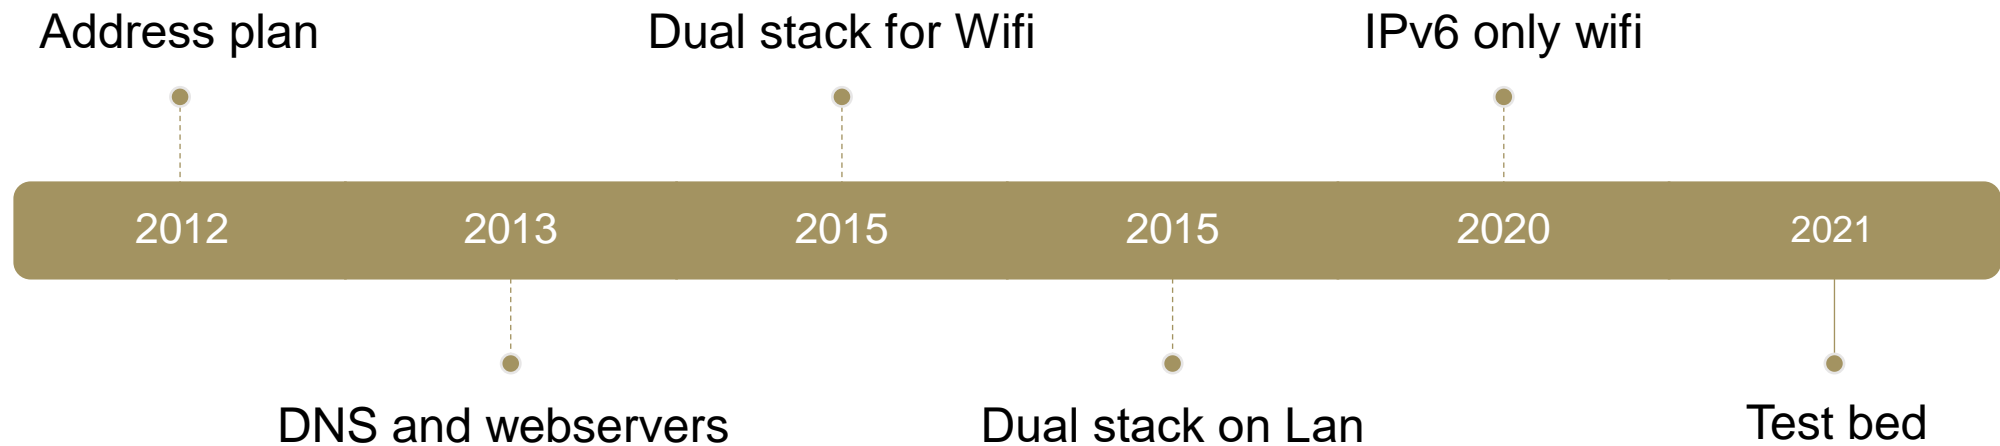 Address plan
Dual stack for Wifi
IPv6 only wifi
2012
2013
2015
2015
2020
2021
DNS and webservers
Dual stack on Lan
Test bed